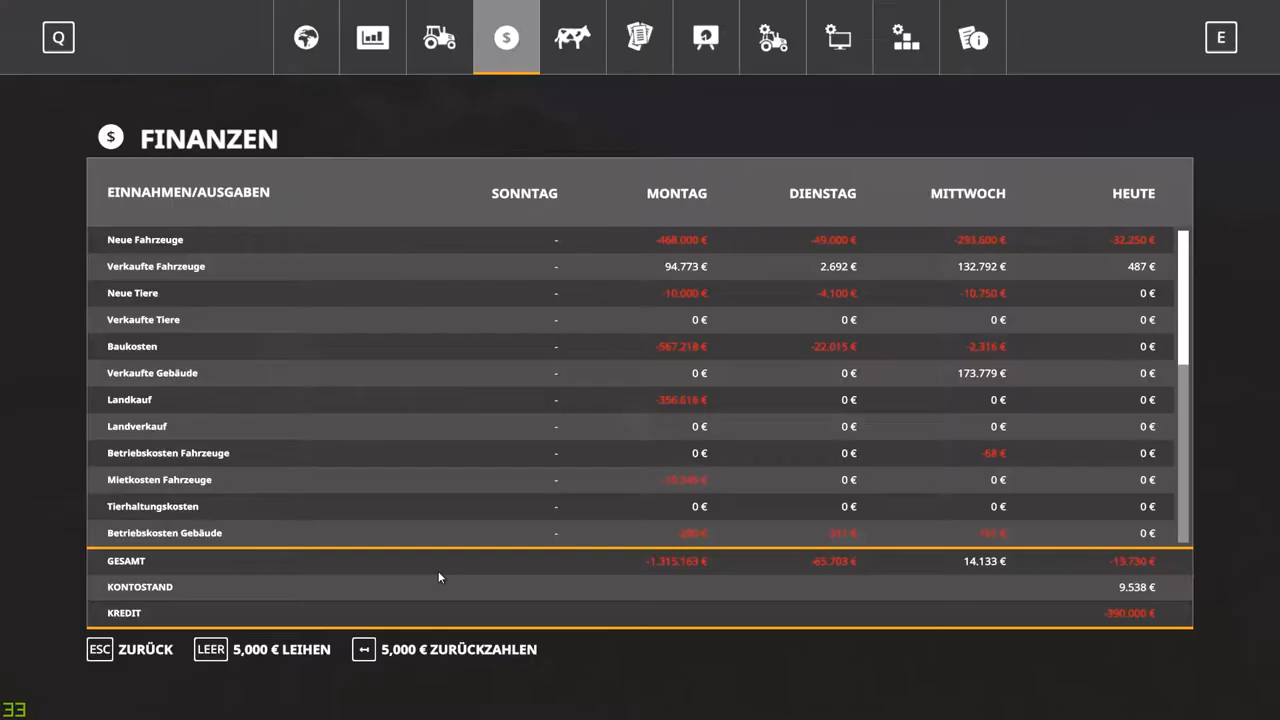 Q
$
E
$ FINANZEN
EINNAHMEN/AUSGABEN SONNTAG MONTAG DIENSTAG MITTWOCH HEUTE
Neue Fahrzeuge - -468.000 € -49.000 € -293.600 € -32.250 €
Verkaufte Fahrzeuge - 94.773 € 2.692 € 132.792 € 487 €
Neue Tiere - -10.000 € -4.100 € -10.750 € 0 €
Verkaufte Tiere - 0 € 0 € 0 € 0 €
Baukosten - -567.218 € -22.015 € -2.316 € 0 €
Verkaufte Gebäude - 0 € 0 € 173.779 € 0 €
Landkauf - -356.616 € 0 € 0 € 0 €
Landverkauf - 0 € 0 € 0 € 0 €
Betriebskosten Fahrzeuge - 0 € 0 € -68 € 0 €
Mietkosten Fahrzeuge - 0 € 0 € 0 €
Tierhaltungskosten - 0 € 0 € 0 € 0 €
Betriebskosten Gebäude - 0 €
GESAMT -1.315.163 € -65.703 € 14.133 € -13.730 €
KONTOSTAND 9.538 €
KREDIT -390.000 €
ESC ZURÜCK LEER 5,000 € LEIHEN ↔ 5,000 € ZURÜCKZAHLEN
33